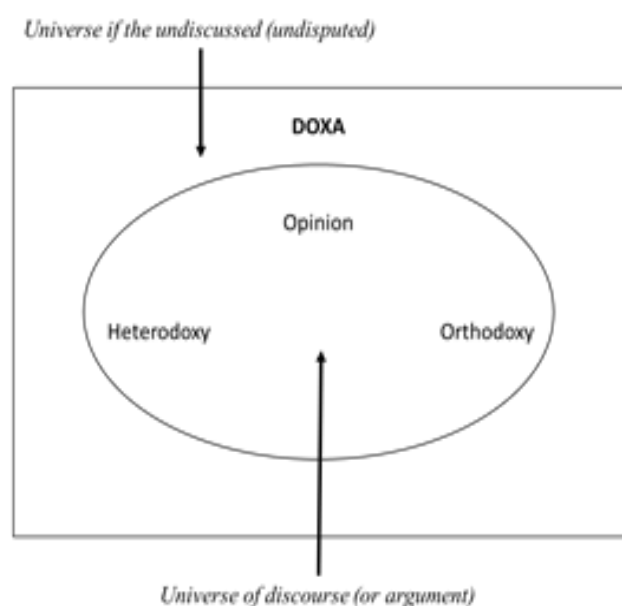 Universe if the undiscussed (undisputed)
DOXA
Opinion
Heterodoxy
Orthodoxy
Universe of discourse (or argument)